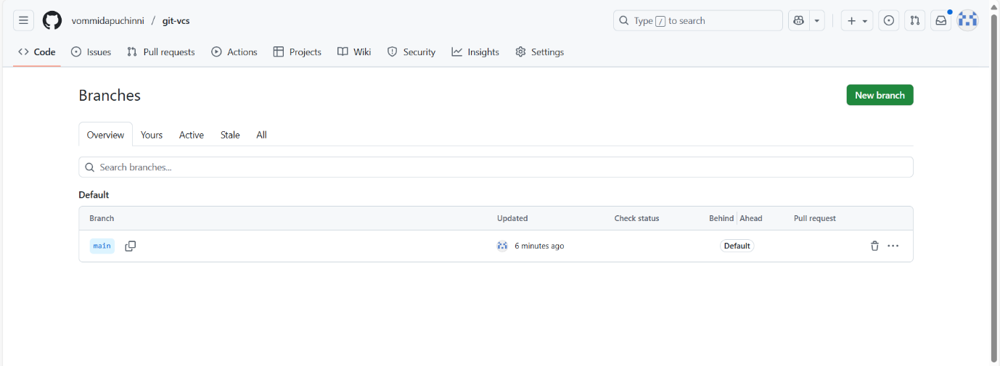 vommidapuchinni / git-vcs
Type / to search
Code Issues Pull requests Actions Projects Wiki Security Insights Settings
Branches
New branch
Overview Yours Active Stale All
Search branches...
Default
Branch Updated Check status Behind Ahead Pull request
main 6 minutes ago Default